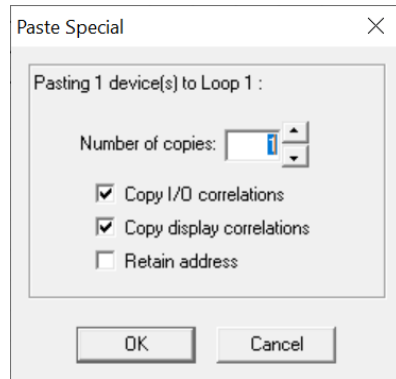 Paste Special
Pasting 1 device(s) to Loop 1 :
Number of copies: 1
Copy I/O correlations
Copy display correlations
Retain address
OK Cancel